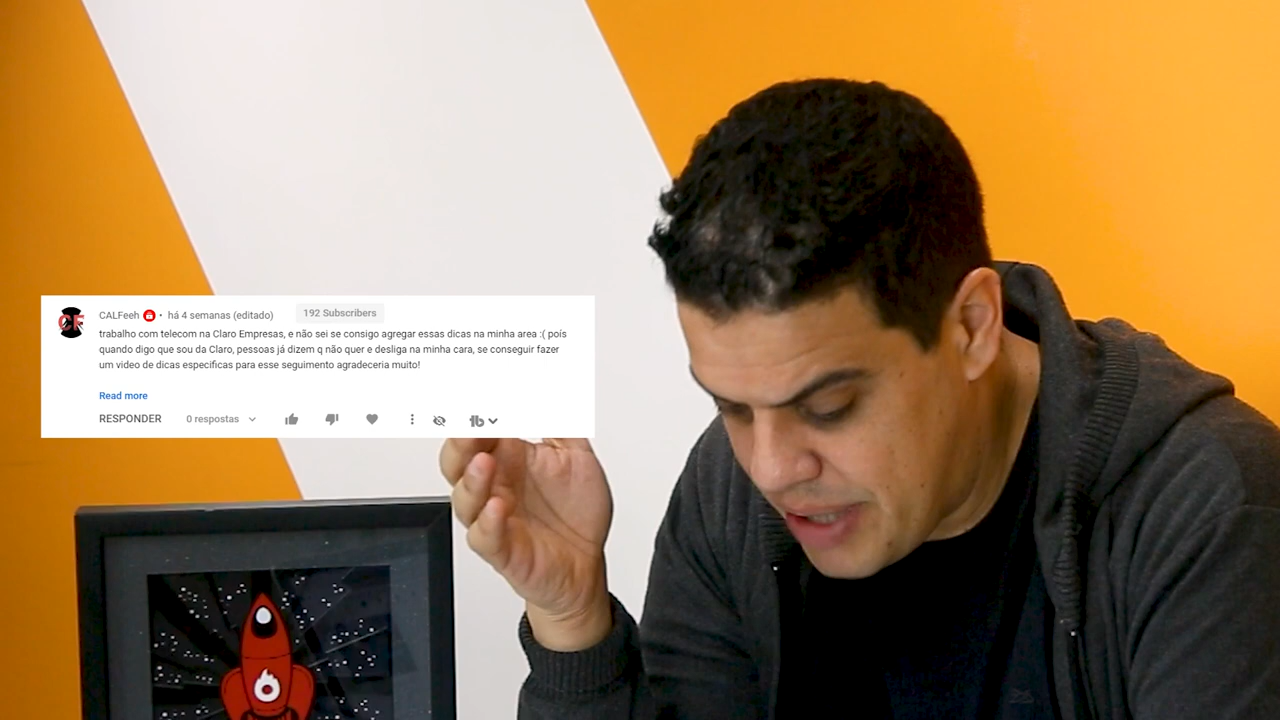 CALFeeh • há 4 semanas (editado) 192 Subscribers
trabalho com telecom na Claro Empresas, e não sei se consigo agregar essas dicas na minha area :( poís
quando digo que sou da Claro, pessoas já dizem q não quer e desliga na minha cara, se conseguir fazer
um video de dicas especificas para esse seguimento agradeceria muito!
Read more
RESPONDER 0 respostas